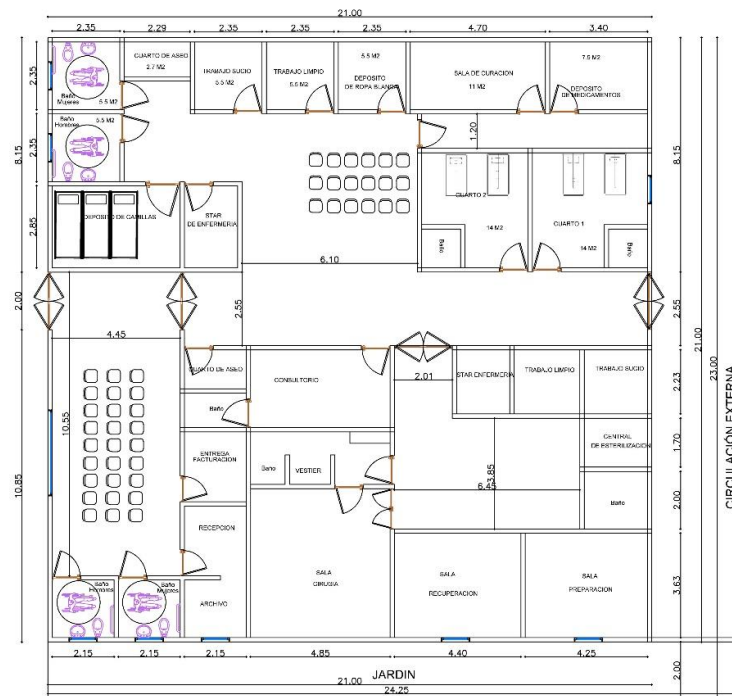 21.00
2.35
2.29
2.35
2.35
2.35
4.70
3.40
CUARTO DE ASEO
2.7 M2
TRABAJO SUCIO
5.5 M2
TRABAJO LIMPIO
5.5 M2
5.5 M2
DEPOSITO
DE ROPA BLANCA
SALA DE CURACION
11 M2
7.5 M2
DEPOSITO
DE MEDICAMENTOS
Baño
Mujeres
5.5 M2
Baño
Hombres
5.5 M2
2.35
2.35
2.85
8.15
2.00
10.85
1.20
DEPOSITO DE CAMILLAS
STAR
DE ENFERMERIA
CUARTO 2
14 M2
Baño
CUARTO 1
14 M2
Baño
6.10
2.55
4.45
10.55
8.15
2.55
21.00
23.00
CIRCULACIÓN EXTERNA
CUARTO DE ASEO
CONSULTORIO
2.01
STAR ENFERMERIA
TRABAJO LIMPIO
TRABAJO SUCIO
2.23
Baño
ENTREGA
FACTURACION
Baño
VESTIER
CENTRAL
DE ESTERILIZACION
1.70
3.85
6.45
Baño
2.00
RECEPCION
SALA
CIRUGIA
SALA
RECUPERACION
SALA
PREPARACION
3.63
Baño
Hombres
Baño
Mujeres
ARCHIVO
2.15
2.15
2.15
4.85
4.40
4.25
2.00
JARDIN
21.00
24.25